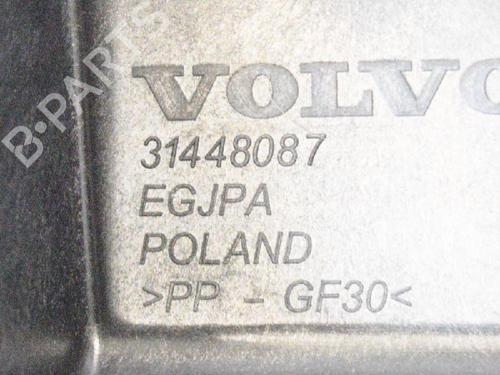 B-PARTS
VOLVO
31448087
EGJPA
POLAND
>PP - GF30<